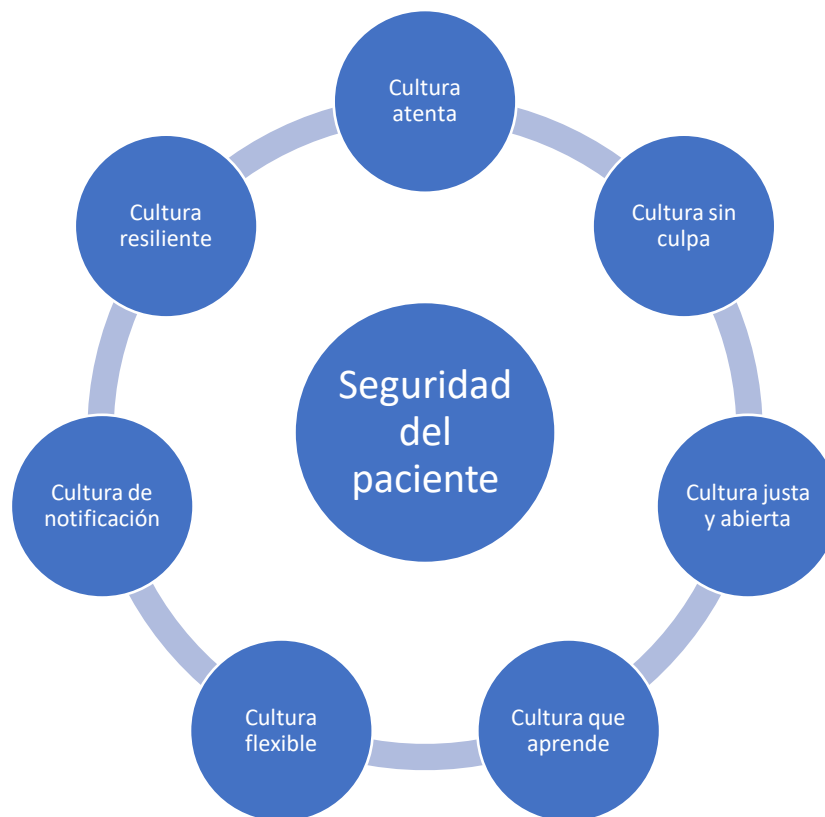 Cultura
atenta
Cultura sin
culpa
Cultura justa
y abierta
Cultura que
aprende
Cultura
flexible
Cultura de
notificación
Cultura
resiliente
Seguridad
del
paciente